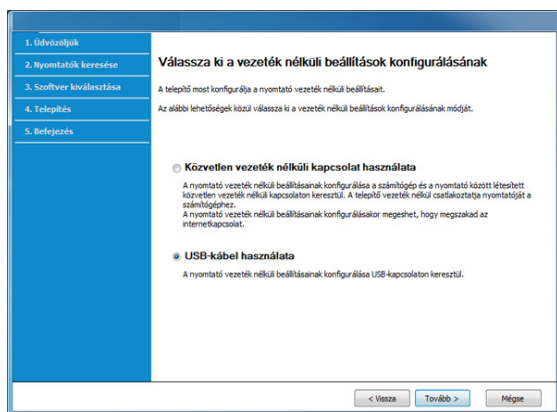 1. Üdvözöljük
2. Nyomtatók keresése
3. Szoftver kiválasztása
4. Telepítés
5. Befejezés
Válassza ki a vezeték nélküli beállítások konfigurálásának
A telepítő most konfigurálja a nyomtató vezeték nélküli beállításait.
Az alábbi lehetőségek közül válassza ki a vezeték nélküli beállítások konfigurálásának módját.
Közvetlen vezeték nélküli kapcsolat használata
A nyomtató vezeték nélküli beállításainak konfigurálása a számítógép és a nyomtató között létesített
közvetlen vezeték nélküli kapcsolaton keresztül. A telepítő vezeték nélkül csatlakoztatja nyomtatóját a
számítógéphez.
A nyomtató vezeték nélküli beállításainak konfigurálásakor megeshet, hogy megszakad az
internetkapcsolat.
USB-kábel használata
A nyomtató vezeték nélküli beállításainak konfigurálása USB-kapcsolaton keresztül.
< Vissza
Tovább >
Mégse